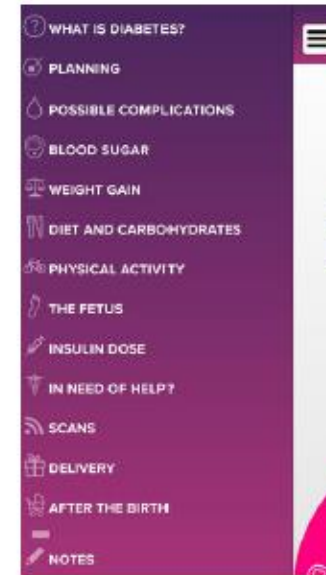 WHAT IS DIABETES?
PLANNING
POSSIBLE COMPLICATIONS
BLOOD SUGAR
WEIGHT GAIN
DIET AND CARBOHYDRATES
PHYSICAL ACTIVITY
THE FETUS
INSULIN DOSE
IN NEED OF HELP?
SCANS
DELIVERY
AFTER THE BIRTH
NOTES